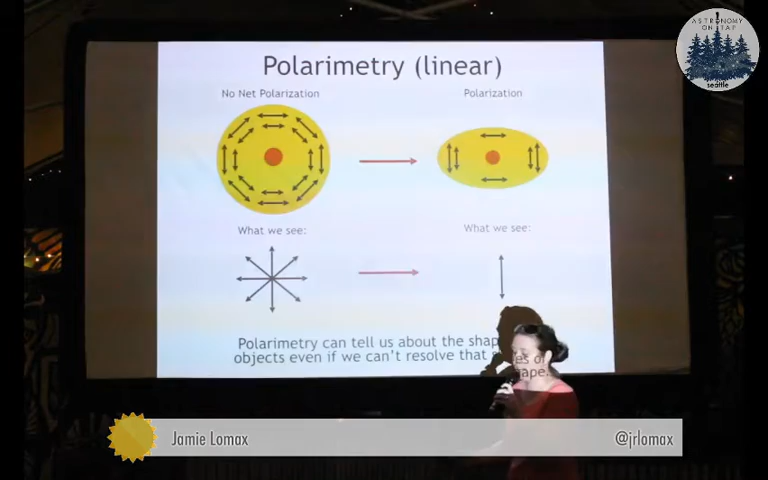 ASTRONOMY
ON TAP
seattle
Polarimetry (linear)
No Net Polarization
Polarization
What we see:
What we see:
Polarimetry can tell us about the shapes of
objects even if we can't resolve that shape.
Jamie Lomax
@jrlomax